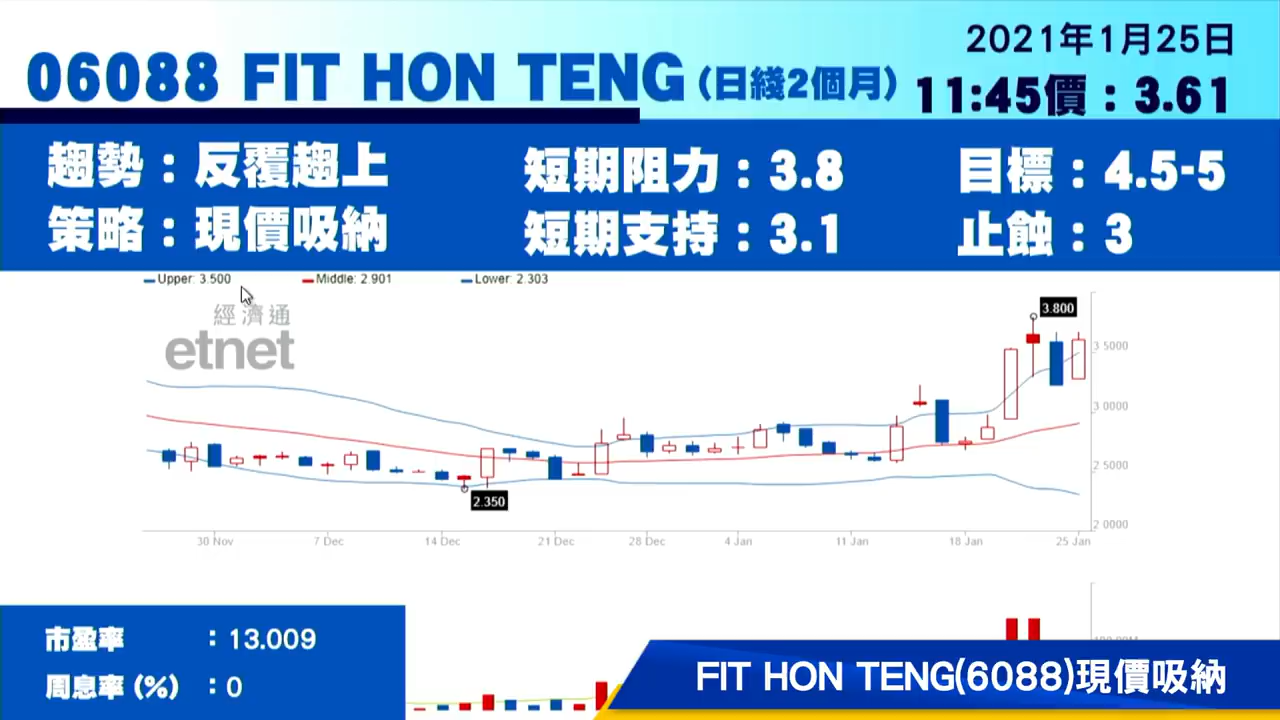 06088 FIT HON TENG (日綫2個月)
2021年1月25日
11:45價：3.61
趨勢：反覆趨上
短期阻力：3.8
目標：4.5-5
策略：現價吸納
短期支持：3.1
止蝕：3
Upper: 3.500 Middle: 2.901 Lower: 2.303
經濟通
etnet
3.800
3.5000
3.0000
2.5000
2.350
2.0000
30 Nov 7 Dec 14 Dec 21 Dec 28 Dec 4 Jan 11 Jan 18 Jan 25 Jan
市盈率 ：13.009
周息率 (%) ：0
FIT HON TENG(6088)現價吸納